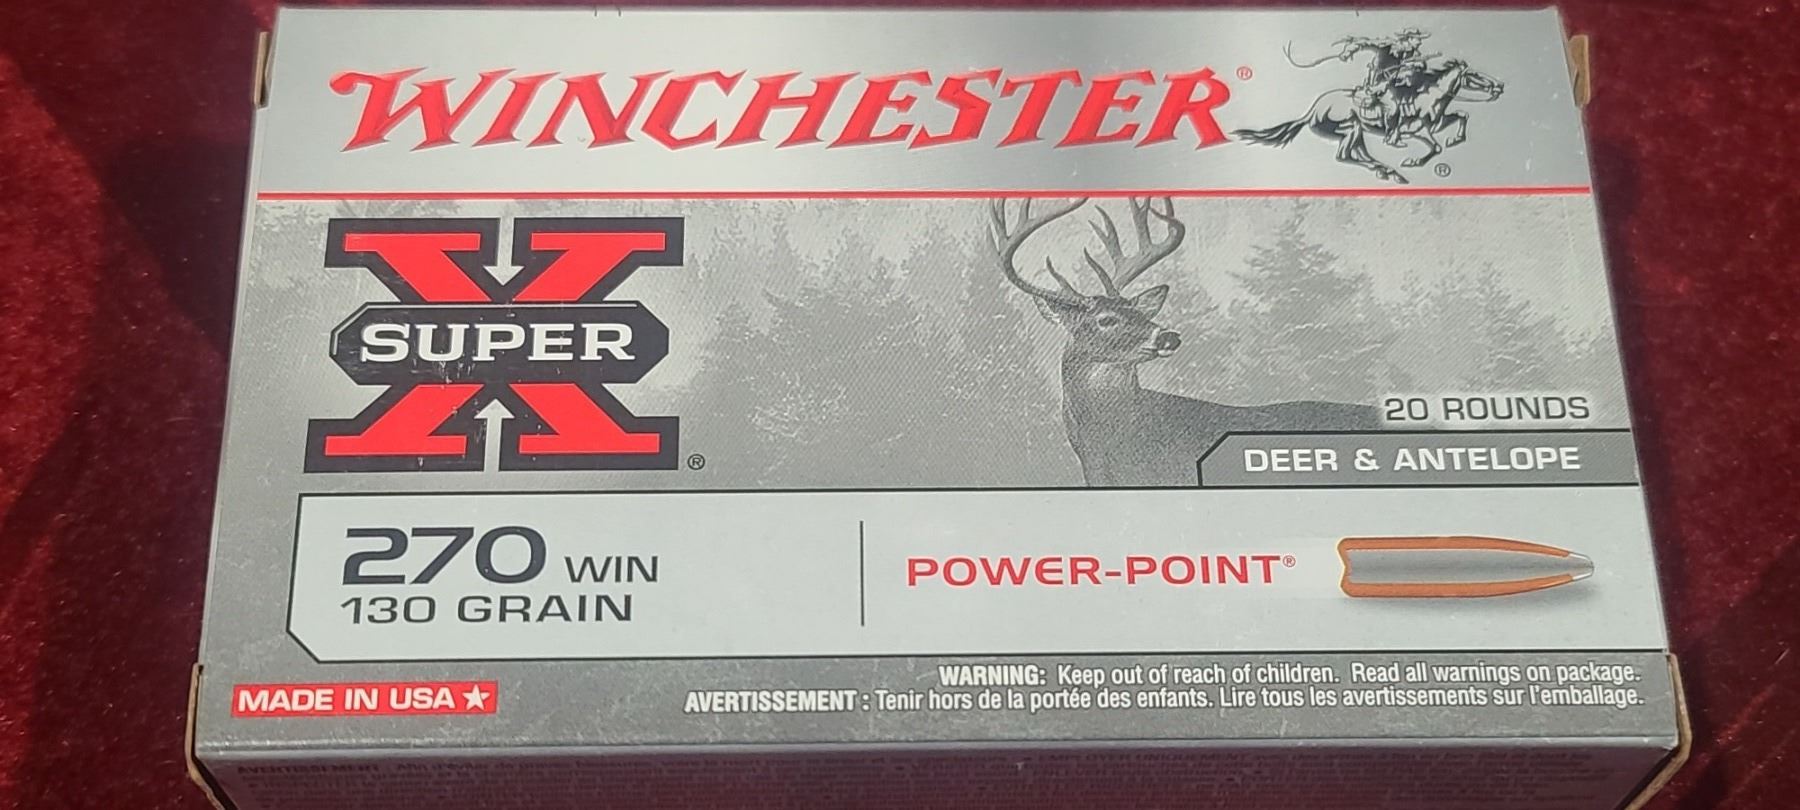 WINCHESTER®
®
X
SUPER
®
20 ROUNDS
DEER & ANTELOPE
270 WIN
130 GRAIN
POWER-POINT®
MADE IN USA
WARNING: Keep out of reach of children. Read all warnings on package.
AVERTISSEMENT : Tenir hors de la portée des enfants. Lire tous les avertissements sur l'emballage.